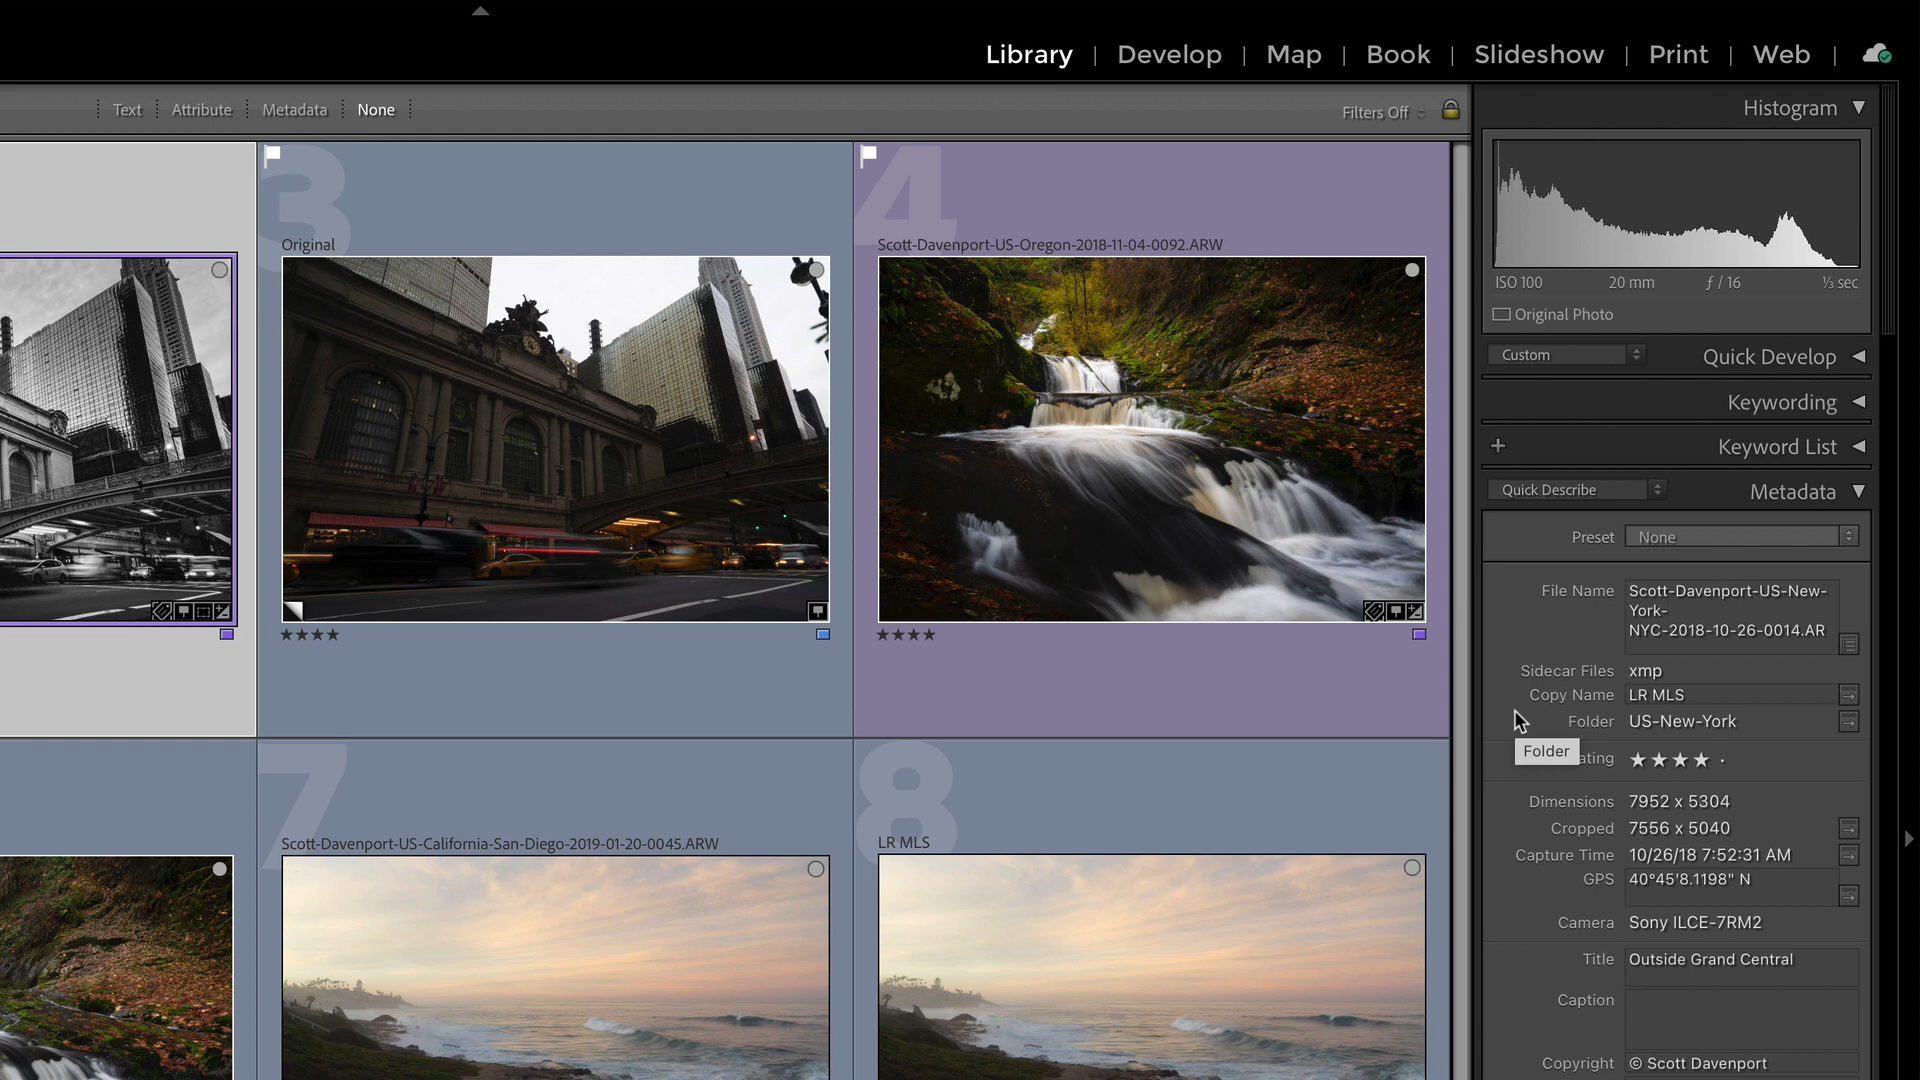 Library | Develop | Map | Book | Slideshow | Print | Web |
Text Attribute Metadata None
Filters Off
Histogram
3
4
Original
Scott-Davenport-US-Oregon-2018-11-04-0092.ARW
ISO 100 20 mm ƒ / 16 ⅓ sec
Original Photo
Custom Quick Develop
Keywording
+ Keyword List
Quick Describe Metadata
Preset None
File Name Scott-Davenport-US-New-
York-
NYC-2018-10-26-0014.AR
★★★★
★★★★
Sidecar Files xmp
Copy Name LR MLS
Folder US-New-York
Folder
ating ★★★★ ·
7
8
Dimensions 7952 x 5304
Cropped 7556 x 5040
Scott-Davenport-US-California-San-Diego-2019-01-20-0045.ARW
LR MLS
Capture Time 10/26/18 7:52:31 AM
GPS 40°45'8.1198" N
Camera Sony ILCE-7RM2
Title Outside Grand Central
Caption
Copyright © Scott Davenport